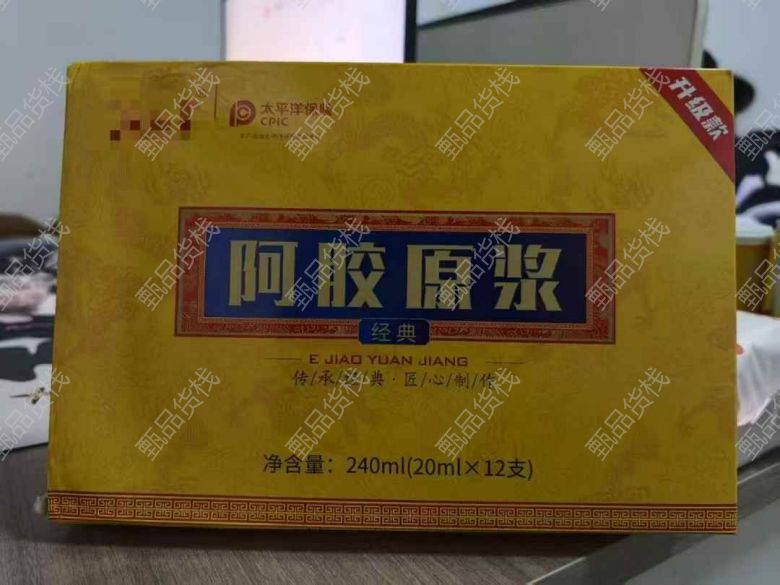 太平洋保险
CPIC
升级款
阿胶原浆
经典
E JIAO YUAN JIANG
传/承/经/典·匠/心/制/作
净含量：240ml(20ml×12支)
甄品货栈